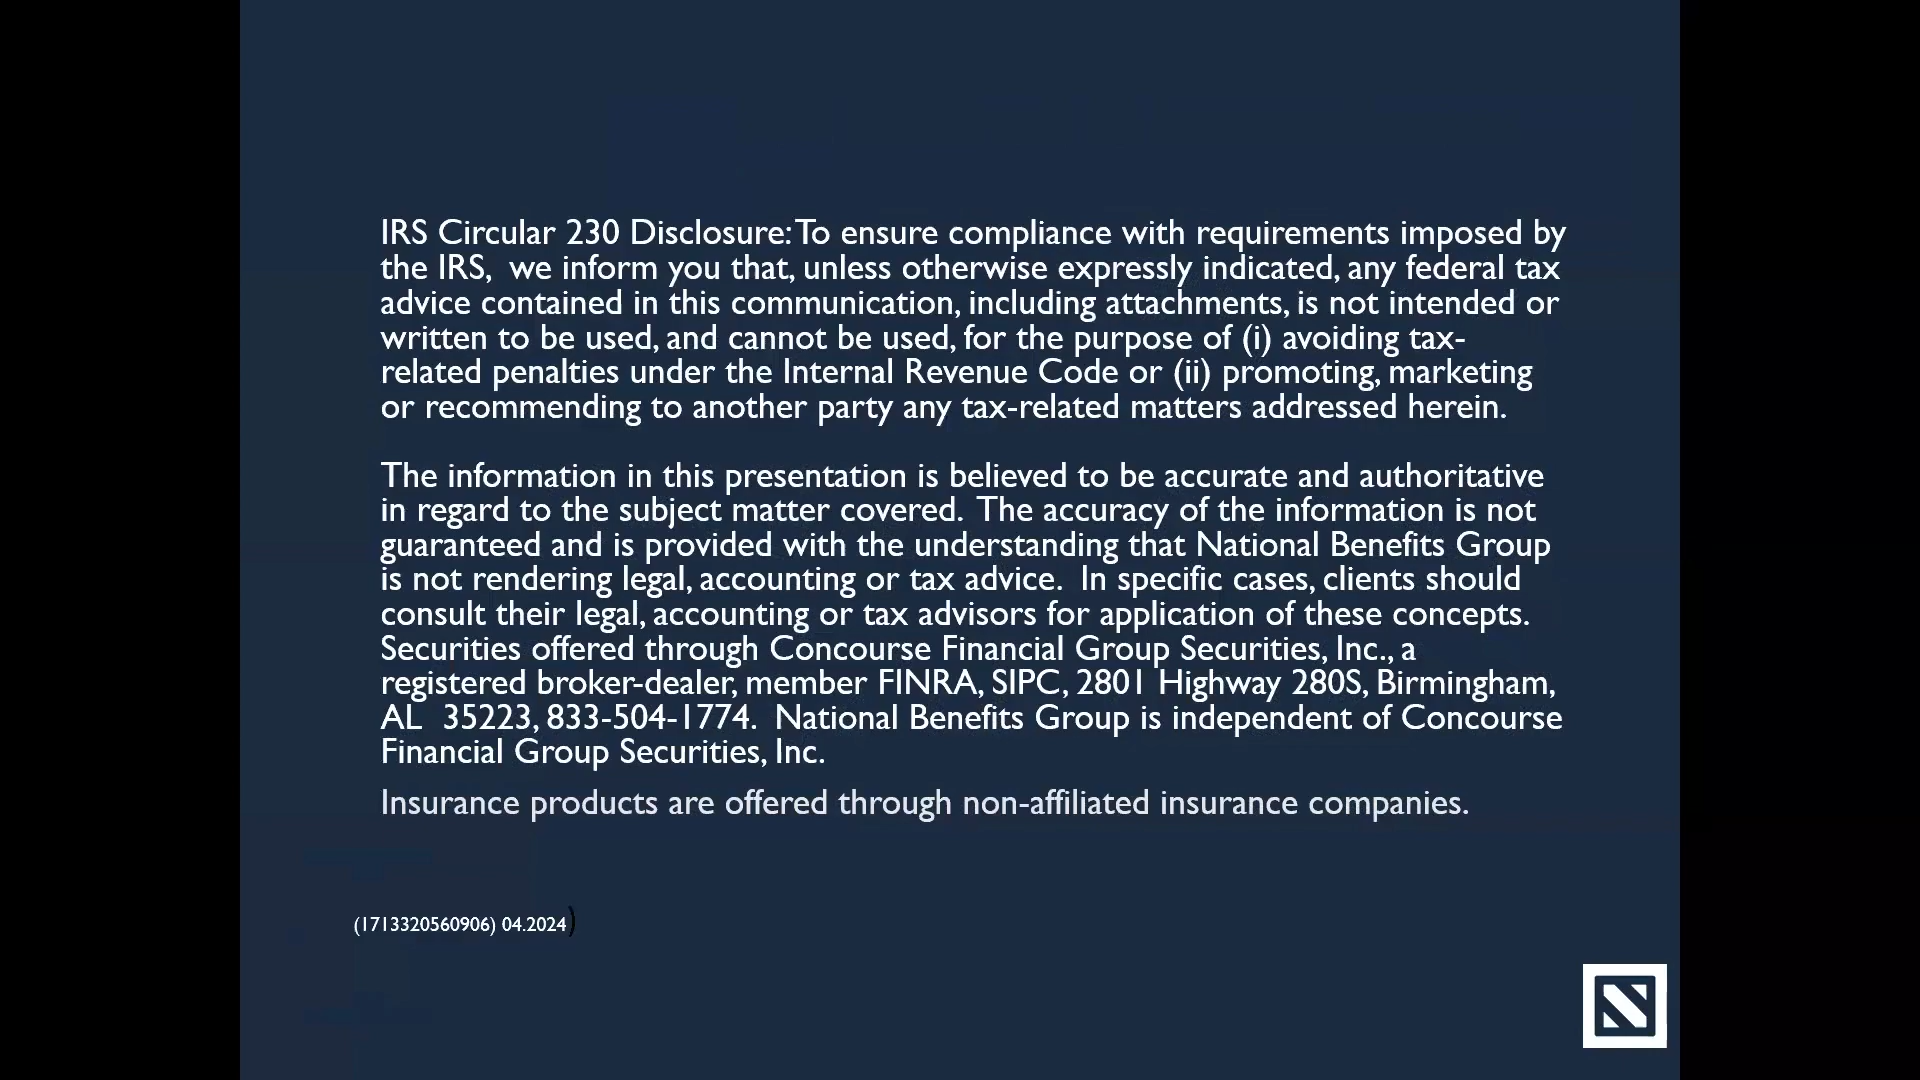 IRS Circular 230 Disclosure: To ensure compliance with requirements imposed by
the IRS,  we inform you that, unless otherwise expressly indicated, any federal tax
advice contained in this communication, including attachments, is not intended or
written to be used, and cannot be used, for the purpose of (i) avoiding tax-
related penalties under the Internal Revenue Code or (ii) promoting, marketing
or recommending to another party any tax-related matters addressed herein.
The information in this presentation is believed to be accurate and authoritative
in regard to the subject matter covered.  The accuracy of the information is not
guaranteed and is provided with the understanding that National Benefits Group
is not rendering legal, accounting or tax advice.  In specific cases, clients should
consult their legal, accounting or tax advisors for application of these concepts.
Securities offered through Concourse Financial Group Securities, Inc., a
registered broker-dealer, member FINRA, SIPC, 2801 Highway 280S, Birmingham,
AL  35223, 833-504-1774.  National Benefits Group is independent of Concourse
Financial Group Securities, Inc.
Insurance products are offered through non-affiliated insurance companies.
(1713320560906) 04.2024)